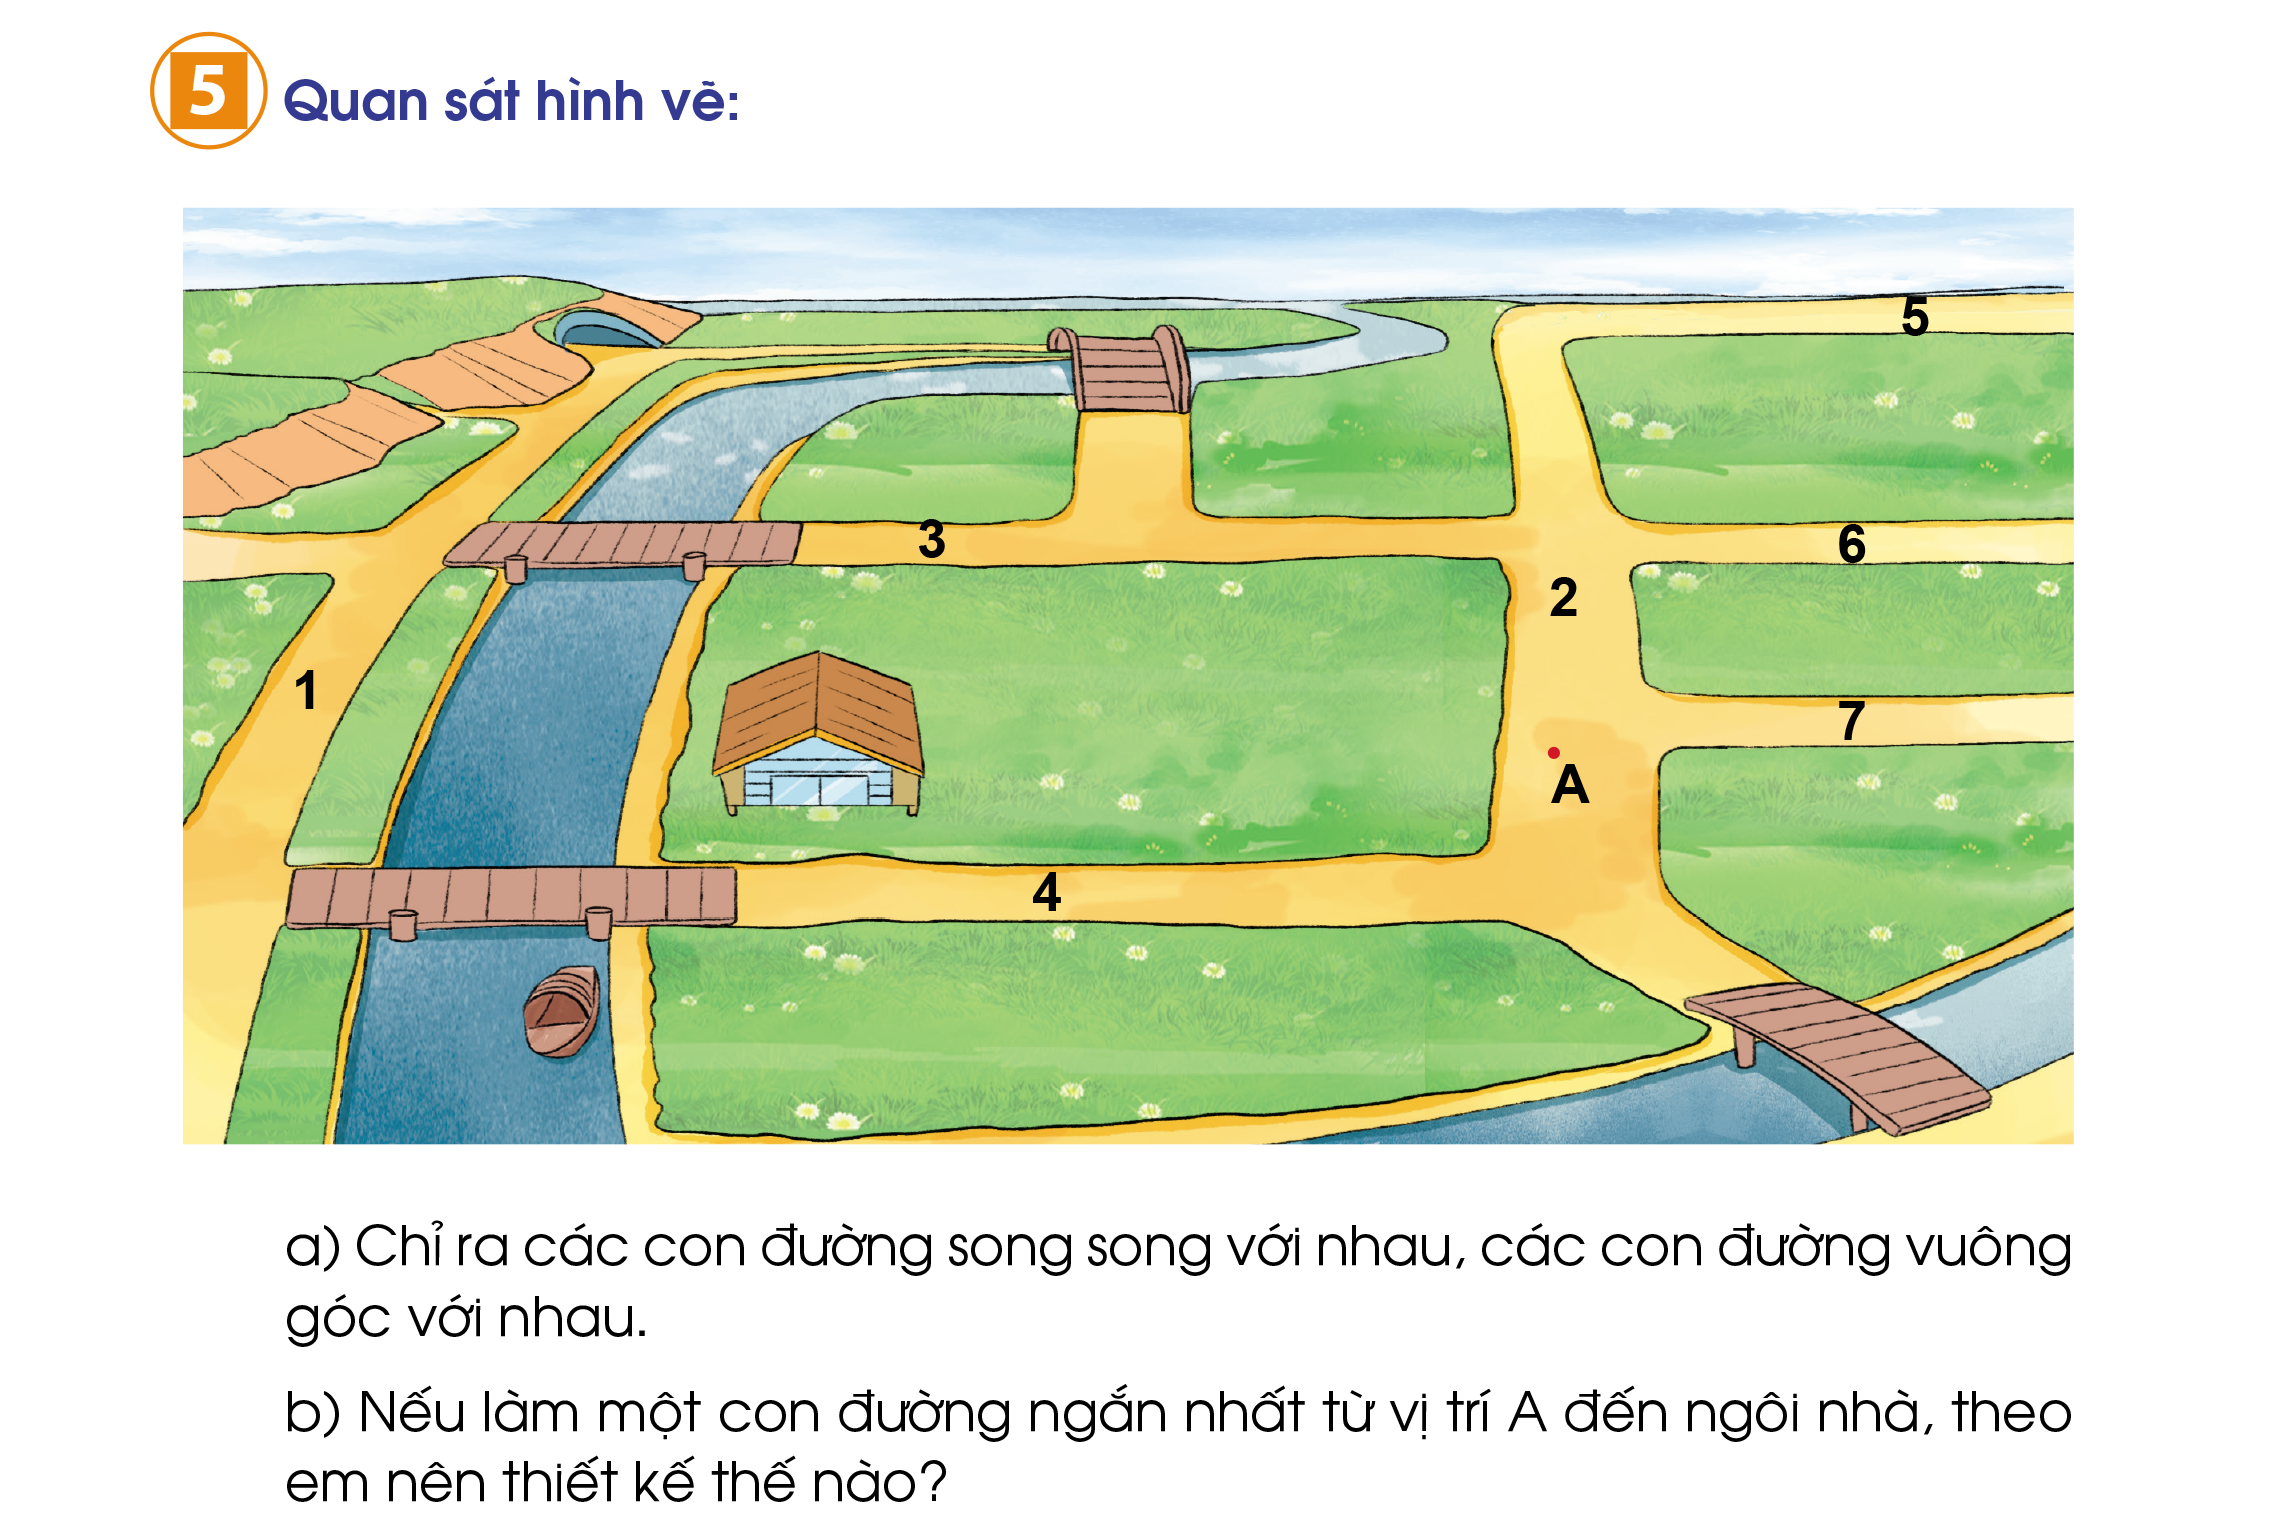 5 Quan sát hình vẽ:
5
3
6
2
1
7
A
4
a) Chỉ ra các con đường song song với nhau, các con đường vuông
góc với nhau.
b) Nếu làm một con đường ngắn nhất từ vị trí A đến ngôi nhà, theo
em nên thiết kế thế nào?